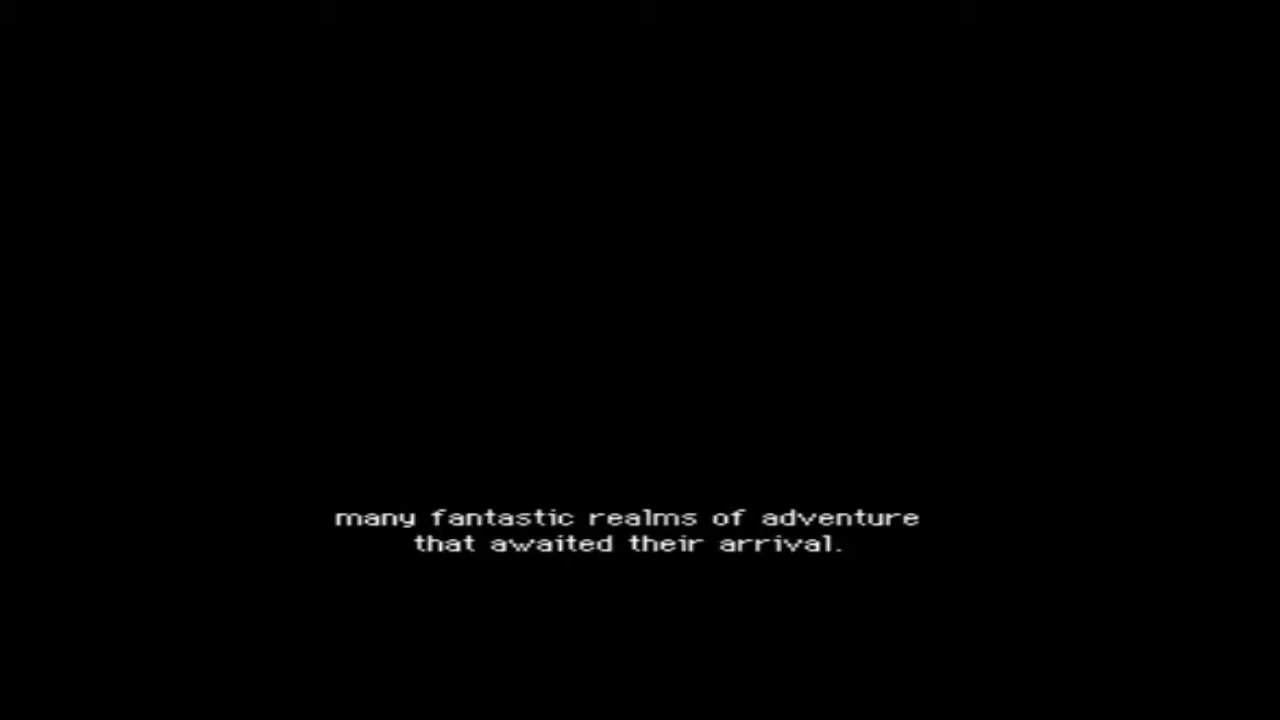 many fantastic realms of adventure
that awaited their arrival.